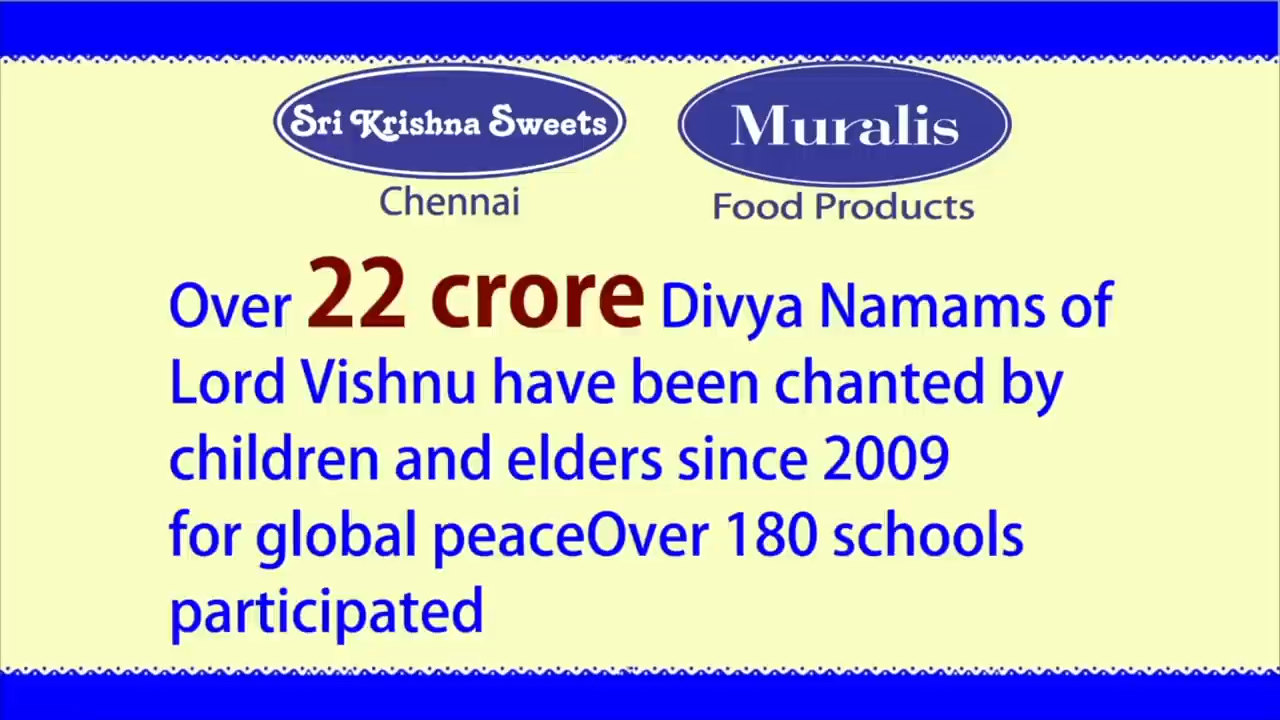 Sri Krishna Sweets
Chennai
Muralis
Food Products
Over 22 crore Divya Namams of
Lord Vishnu have been chanted by
children and elders since 2009
for global peaceOver 180 schools
participated